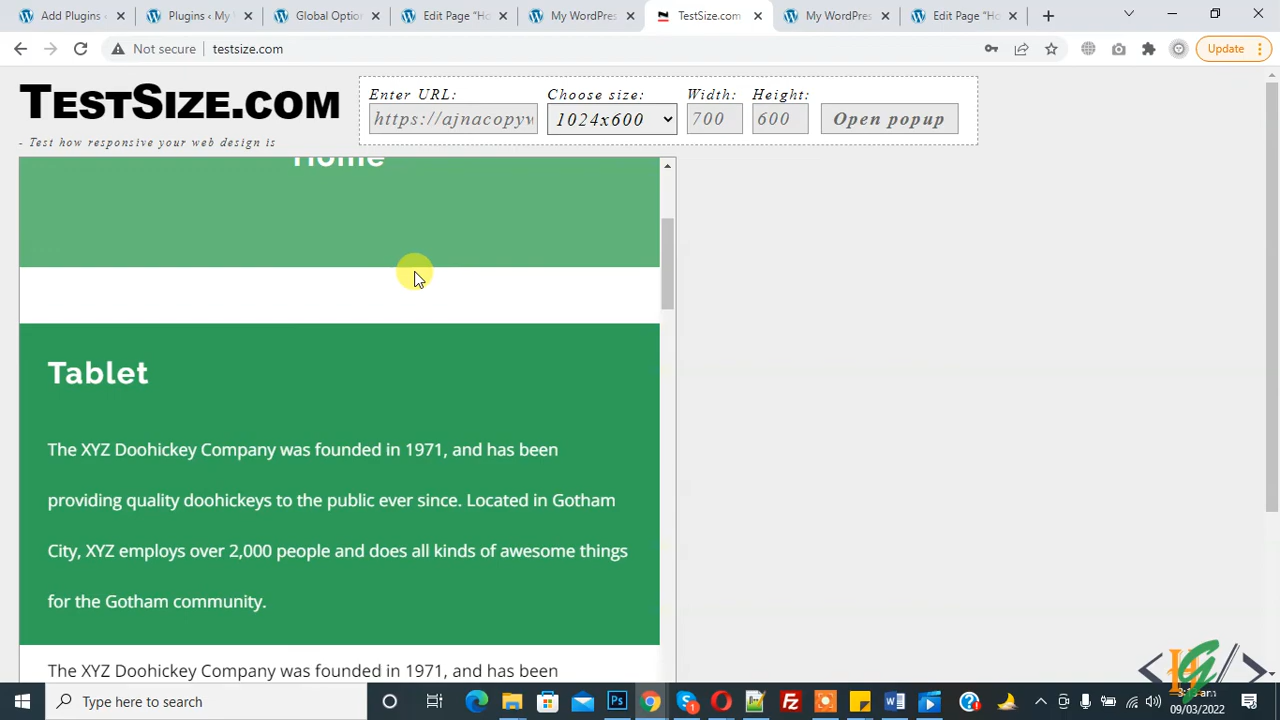 Add Plugins ‹ M
Plugins ‹ My W
Global Option
Edit Page “Ho
My WordPres
TestSize.com
My WordPres
Edit Page “Ho
Not secure
testsize.com
Update
TestSize.com
- Test how responsive your web design is
Enter URL:
Choose size:
Width:
Height:
https://ajnacopyw
1024x600
700
600
Open popup
Home
Tablet
The XYZ Doohickey Company was founded in 1971, and has been
providing quality doohickeys to the public ever since. Located in Gotham
City, XYZ employs over 2,000 people and does all kinds of awesome things
for the Gotham community.
The XYZ Doohickey Company was founded in 1971, and has been
Type here to search
09/03/2022